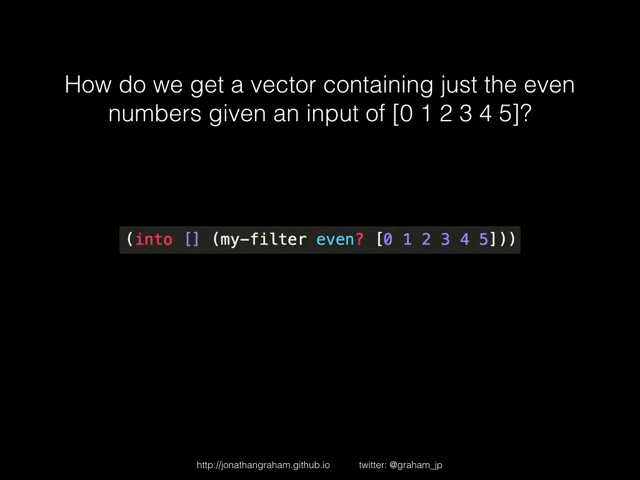 How do we get a vector containing just the even
numbers given an input of [0 1 2 3 4 5]?
(into [] (my-filter even? [0 1 2 3 4 5]))
http://jonathangraham.github.io twitter: @graham_jp